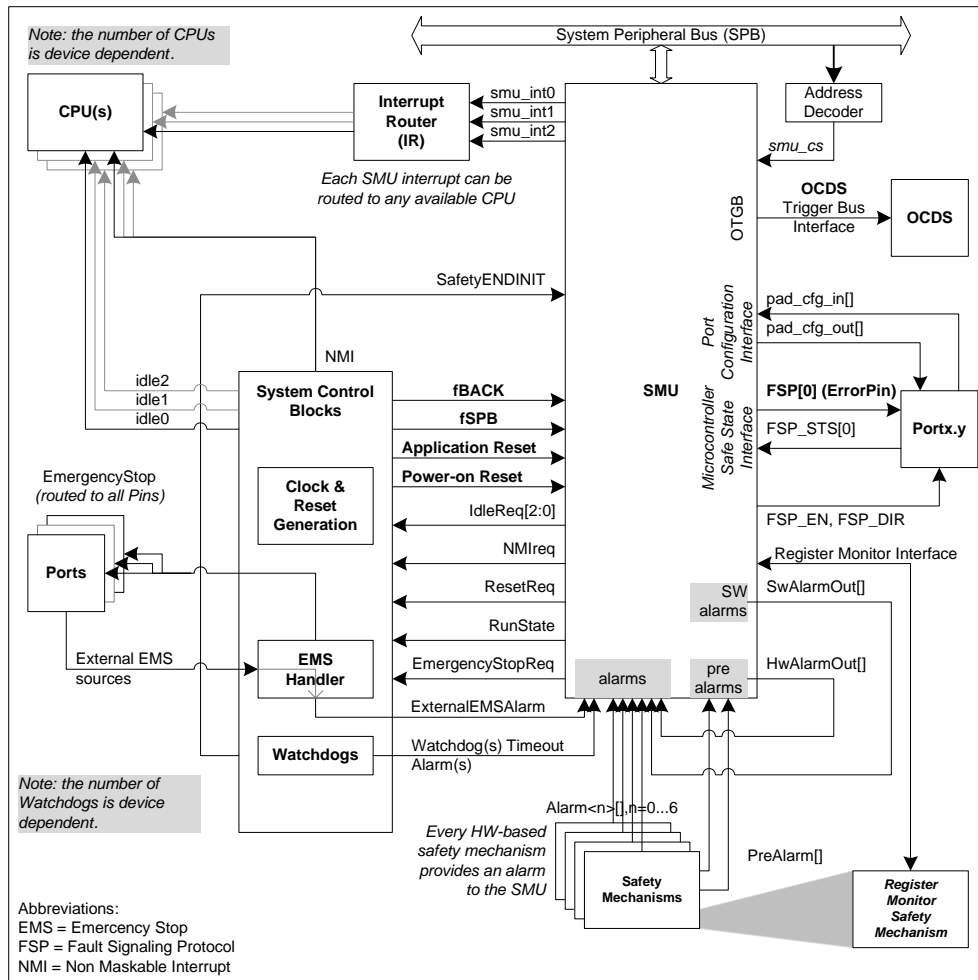 Note: the number of CPUs
is device dependent.
System Peripheral Bus (SPB)
CPU(s)
Interrupt
Router
(IR)
smu_int0
smu_int1
smu_int2
Address
Decoder
smu_cs
Each SMU interrupt can be
routed to any available CPU
OTGB
OCDS
Trigger Bus
Interface
OCDS
SafetyENDINIT
Port
Configuration
Interface
pad_cfg_in[]
pad_cfg_out[]
NMI
idle2
idle1
idle0
System Control
Blocks
fBACK
fSPB
Application Reset
Power-on Reset
SMU
Microcontroller
Safe State
Interface
FSP[0] (ErrorPin)
FSP_STS[0]
Portx.y
FSP_EN, FSP_DIR
EmergencyStop
(routed to all Pins)
Clock &
Reset
Generation
IdleReq[2:0]
NMIreq
ResetReq
RunState
EmergencyStopReq
Ports
Register Monitor Interface
SW
alarms
SwAlarmOut[]
External EMS
sources
EMS
Handler
alarms
pre
alarms
HwAlarmOut[]
ExternalEMSAlarm
Watchdogs
Watchdog(s) Timeout
Alarm(s)
Note: the number of
Watchdogs is device
dependent.
Alarm<n>[],n=0...6
Every HW-based
safety mechanism
provides an alarm
to the SMU
Safety
Mechanisms
PreAlarm[]
Register
Monitor
Safety
Mechanism
Abbreviations:
EMS = Emercency Stop
FSP = Fault Signaling Protocol
NMI = Non Maskable Interrupt